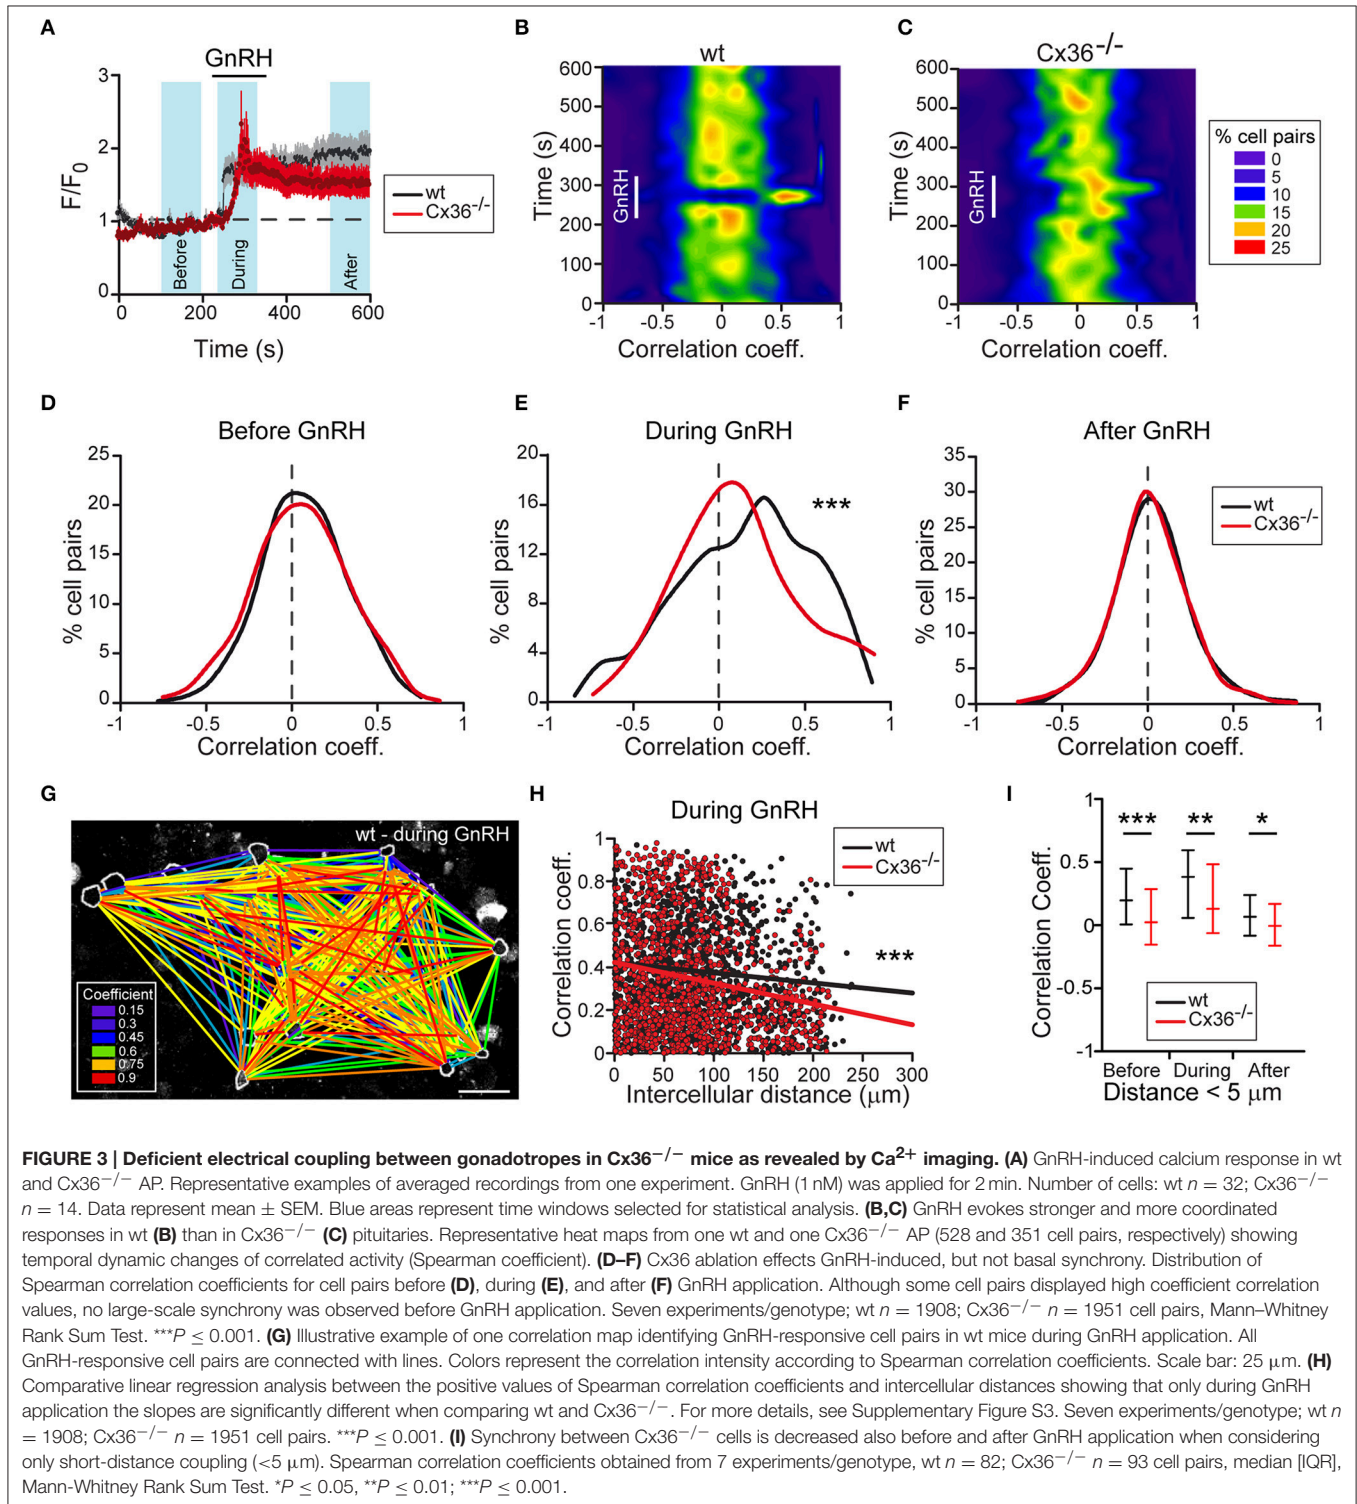 A
GnRH
3
2
1
0
F/F0
Before
During
After
0
200
400
600
Time (s)
wt
Cx36−/−
B
wt
600
500
400
300
200
100
0
Time (s)
GnRH
-1
-0.5
0
0.5
1
Correlation coeff.
C
Cx36−/−
600
500
400
300
200
100
0
Time (s)
GnRH
-1
-0.5
0
0.5
1
Correlation coeff.
% cell pairs
0
5
10
15
20
25
D
Before GnRH
25
20
15
10
5
0
% cell pairs
-1
-0.5
0
0.5
1
Correlation coeff.
E
During GnRH
20
16
12
8
4
0
% cell pairs
***
-1
-0.5
0
0.5
1
Correlation coeff.
F
After GnRH
35
30
25
20
15
10
5
0
% cell pairs
wt
Cx36−/−
-1
-0.5
0
0.5
1
Correlation coeff.
G
wt - during GnRH
Coefficient
0.15
0.3
0.45
0.6
0.75
0.9
H
During GnRH
wt
Cx36−/−
1
0.8
0.6
0.4
0.2
0
Correlation coeff.
***
0
50
100
150
200
250
300
Intercellular distance (μm)
I
1
0.5
0
-0.5
-1
Correlation Coeff.
***
**
*
wt
Cx36−/−
Before
During
After
Distance < 5 μm
FIGURE 3 | Deficient electrical coupling between gonadotropes in Cx36−/− mice as revealed by Ca2+ imaging. (A) GnRH-induced calcium response in wt
and Cx36−/− AP. Representative examples of averaged recordings from one experiment. GnRH (1 nM) was applied for 2 min. Number of cells: wt n = 32; Cx36−/−
n = 14. Data represent mean ± SEM. Blue areas represent time windows selected for statistical analysis. (B,C) GnRH evokes stronger and more coordinated
responses in wt (B) than in Cx36−/− (C) pituitaries. Representative heat maps from one wt and one Cx36−/− AP (528 and 351 cell pairs, respectively) showing
temporal dynamic changes of correlated activity (Spearman coefficient). (D–F) Cx36 ablation effects GnRH-induced, but not basal synchrony. Distribution of
Spearman correlation coefficients for cell pairs before (D), during (E), and after (F) GnRH application. Although some cell pairs displayed high coefficient correlation
values, no large-scale synchrony was observed before GnRH application. Seven experiments/genotype; wt n = 1908; Cx36−/− n = 1951 cell pairs, Mann–Whitney
Rank Sum Test. ***P ≤ 0.001. (G) Illustrative example of one correlation map identifying GnRH-responsive cell pairs in wt mice during GnRH application. All
GnRH-responsive cell pairs are connected with lines. Colors represent the correlation intensity according to Spearman correlation coefficients. Scale bar: 25 μm. (H)
Comparative linear regression analysis between the positive values of Spearman correlation coefficients and intercellular distances showing that only during GnRH
application the slopes are significantly different when comparing wt and Cx36−/−. For more details, see Supplementary Figure S3. Seven experiments/genotype; wt n
= 1908; Cx36−/− n = 1951 cell pairs. ***P ≤ 0.001. (I) Synchrony between Cx36−/− cells is decreased also before and after GnRH application when considering
only short-distance coupling (<5 μm). Spearman correlation coefficients obtained from 7 experiments/genotype, wt n = 82; Cx36−/− n = 93 cell pairs, median [IQR],
Mann-Whitney Rank Sum Test. *P ≤ 0.05, **P ≤ 0.01; ***P ≤ 0.001.